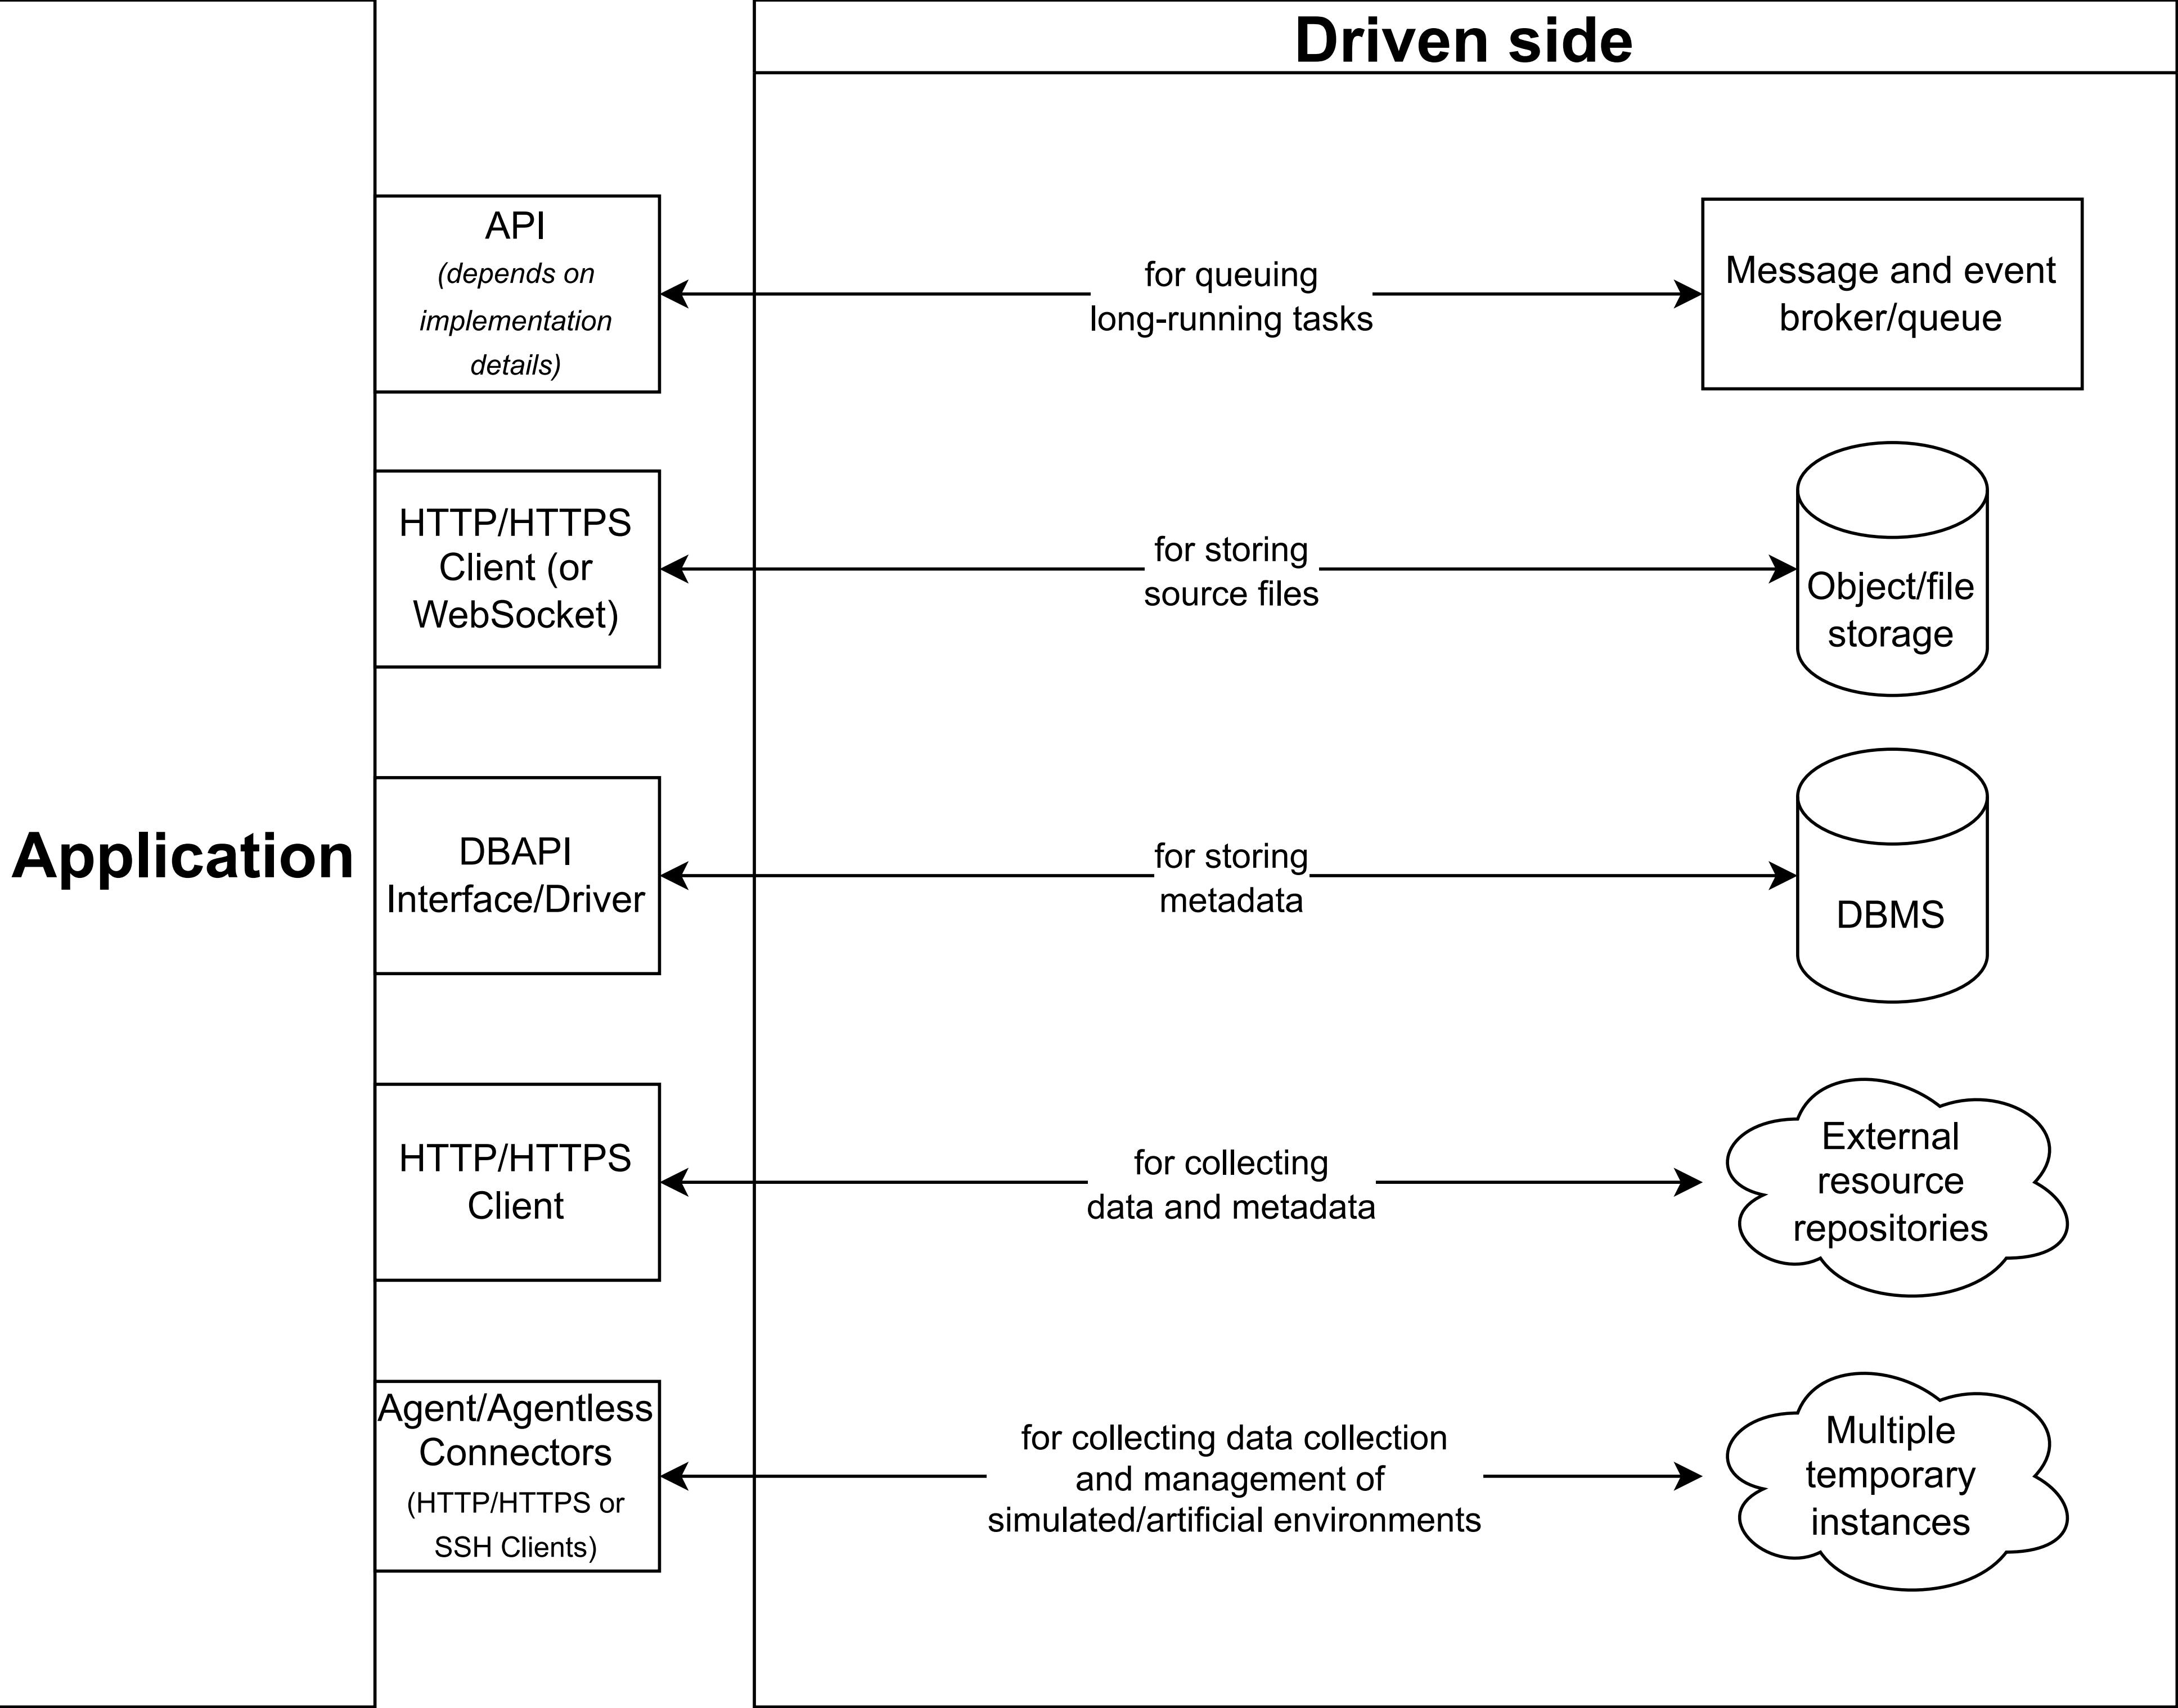 Driven side
Application
API
(depends on
implementation
details)
for queuing
long-running tasks
Message and event
broker/queue
HTTP/HTTPS
Client (or
WebSocket)
for storing
source files
Object/file
storage
DBAPI
Interface/Driver
for storing
metadata
DBMS
HTTP/HTTPS
Client
for collecting
data and metadata
External
resource
repositories
Agent/Agentless
Connectors
(HTTP/HTTPS or
SSH Clients)
for collecting data collection
and management of
simulated/artificial environments
Multiple
temporary
instances